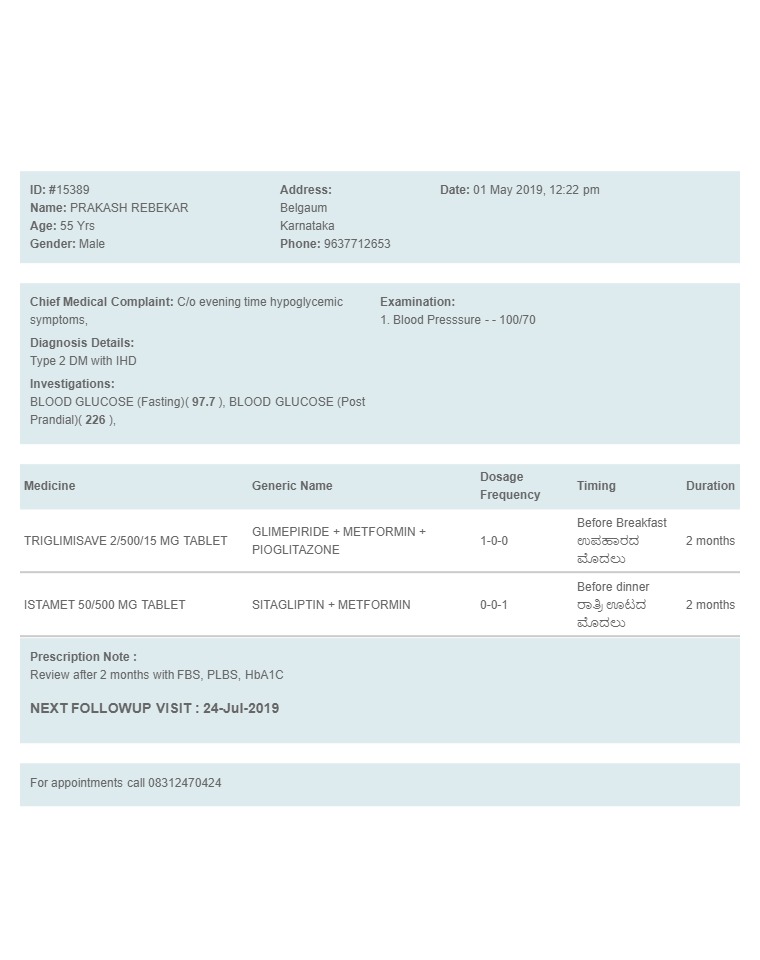 ID: #15389
Name: PRAKASH REBEKAR
Age: 55 Yrs
Gender: Male
Address:
Belgaum
Karnataka
Phone: 9637712653
Date: 01 May 2019, 12:22 pm
Chief Medical Complaint: C/o evening time hypoglycemic
symptoms,
Diagnosis Details:
Type 2 DM with IHD
Investigations:
BLOOD GLUCOSE (Fasting)( 97.7 ), BLOOD GLUCOSE (Post
Prandial)( 226 ),
Examination:
1. Blood Presssure - - 100/70
Medicine Generic Name Dosage Frequency Timing Duration
TRIGLIMISAVE 2/500/15 MG TABLET
GLIMEPIRIDE + METFORMIN +
PIOGLITAZONE
1-0-0
Before Breakfast
ಉಪಹಾರದ
ಮೊದಲು
2 months
ISTAMET 50/500 MG TABLET
SITAGLIPTIN + METFORMIN
0-0-1
Before dinner
ರಾತ್ರಿ ಊಟದ
ಮೊದಲು
2 months
Prescription Note :
Review after 2 months with FBS, PLBS, HbA1C
NEXT FOLLOWUP VISIT : 24-Jul-2019
For appointments call 08312470424